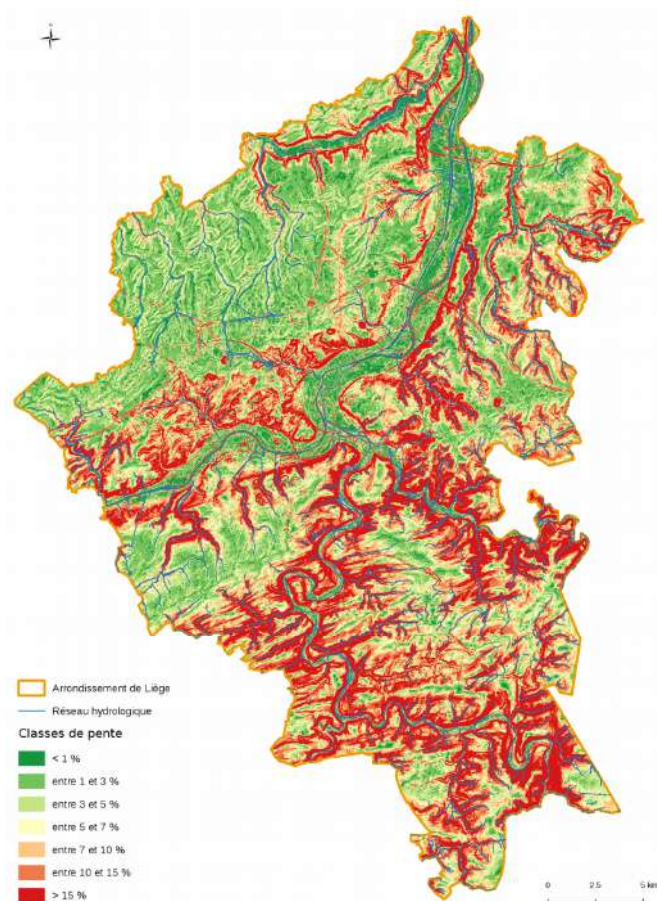 N
Arrondissement de Liège
Réseau hydrologique
Classes de pente
< 1 %
entre 1 et 3 %
entre 3 et 5 %
entre 5 et 7 %
entre 7 et 10 %
entre 10 et 15 %
> 15 %
0 2.5 5 km